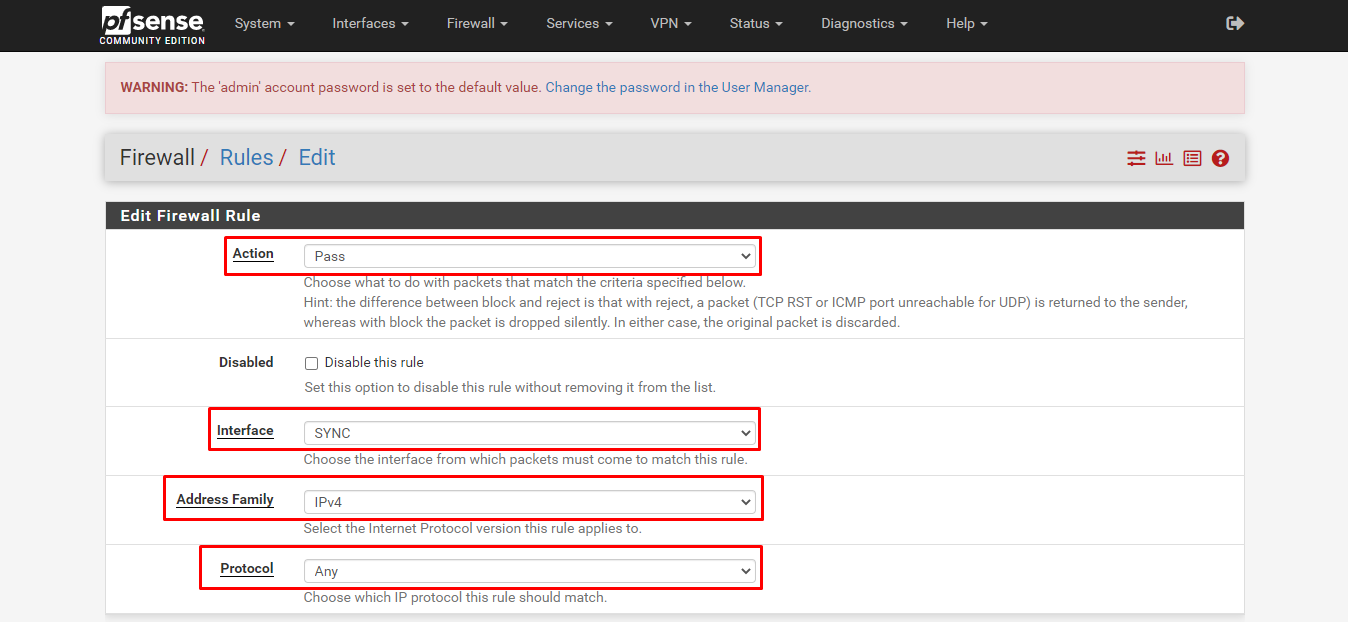 pfsense
COMMUNITY EDITION
System Interfaces Firewall Services VPN Status Diagnostics Help
WARNING: The 'admin' account password is set to the default value. Change the password in the User Manager.
Firewall / Rules / Edit
Edit Firewall Rule
Action Pass
Choose what to do with packets that match the criteria specified below.
Hint: the difference between block and reject is that with reject, a packet (TCP RST or ICMP port unreachable for UDP) is returned to the sender,
whereas with block the packet is dropped silently. In either case, the original packet is discarded.
Disabled Disable this rule
Set this option to disable this rule without removing it from the list.
Interface SYNC
Choose the interface from which packets must come to match this rule.
Address Family IPv4
Select the Internet Protocol version this rule applies to.
Protocol Any
Choose which IP protocol this rule should match.